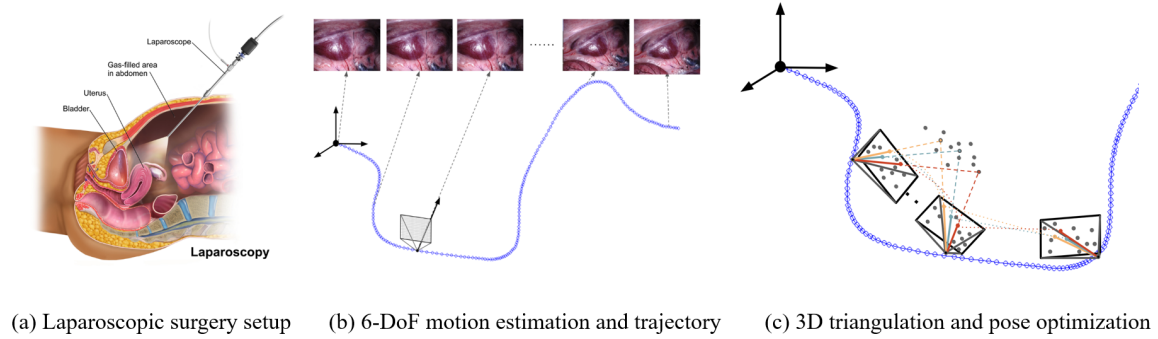 Laparoscope
Gas-filled area
in abdomen
Uterus
Bladder
Laparoscopy
......
(a) Laparoscopic surgery setup
(b) 6-DoF motion estimation and trajectory
(c) 3D triangulation and pose optimization